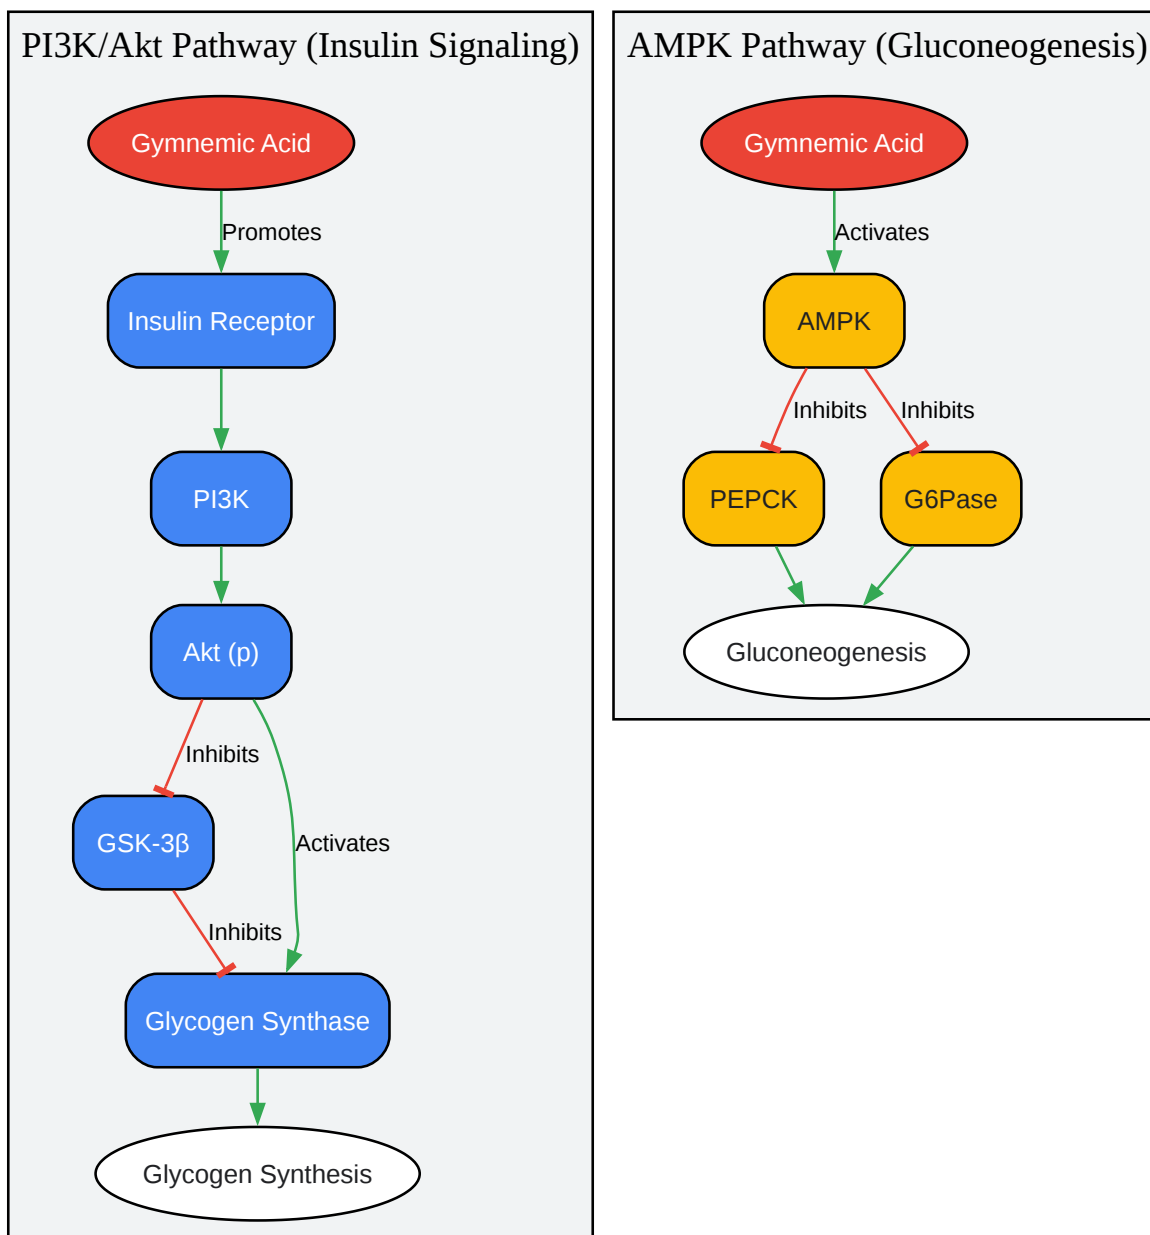 PI3K/Akt Pathway (Insulin Signaling)
Gymnemic Acid
Promotes
Insulin Receptor
PI3K
Akt (p)
Inhibits
GSK-3β
Activates
Inhibits
Glycogen Synthase
Glycogen Synthesis
AMPK Pathway (Gluconeogenesis)
Gymnemic Acid
Activates
AMPK
Inhibits
Inhibits
PEPCK
G6Pase
Gluconeogenesis